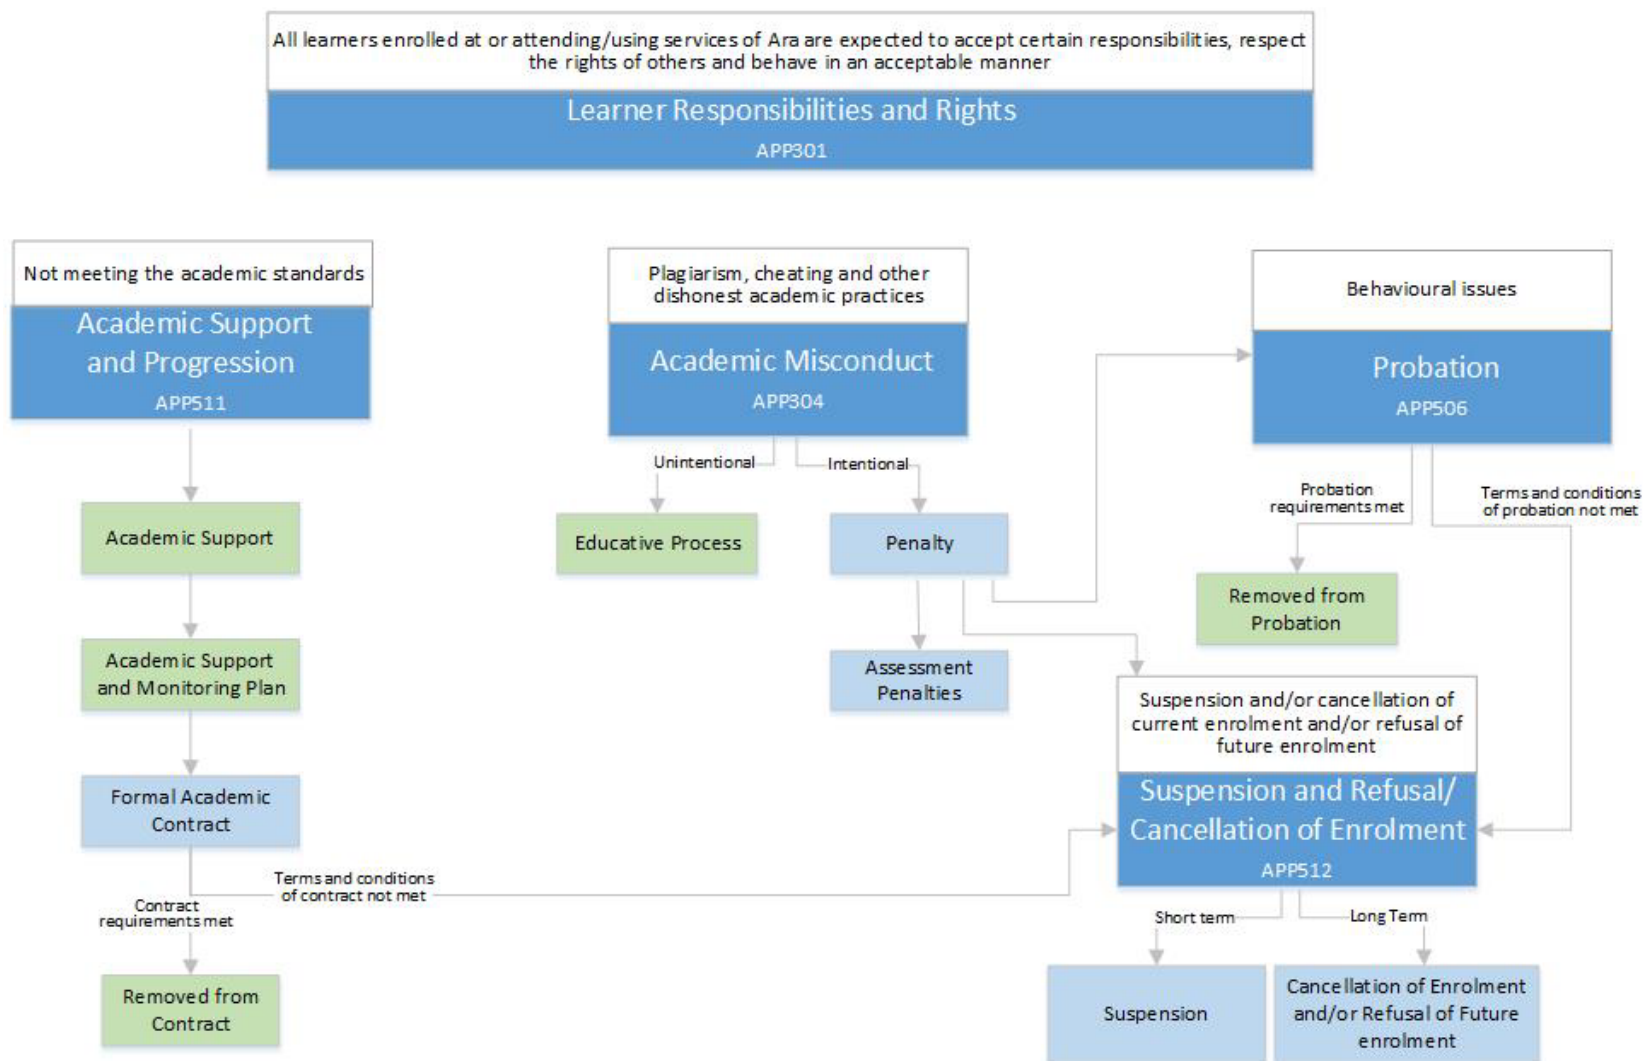 All learners enrolled at or attending/using services of Ara are expected to accept certain responsibilities, respect
the rights of others and behave in an acceptable manner
Learner Responsibilities and Rights
APP301
Not meeting the academic standards
Academic Support
and Progression
APP511
Plagiarism, cheating and other
dishonest academic practices
Academic Misconduct
APP304
Behavioural issues
Probation
APP506
Unintentional
Intentional
Probation
requirements met
Terms and conditions
of probation not met
Academic Support
Educative Process
Penalty
Removed from
Probation
Academic Support
and Monitoring Plan
Assessment
Penalties
Suspension and/or cancellation of
current enrolment and/or refusal of
future enrolment
Suspension and Refusal/
Cancellation of Enrolment
APP512
Formal Academic
Contract
Terms and conditions
of contract not met
Contract
requirements met
Short term
Long Term
Removed from
Contract
Suspension
Cancellation of Enrolment
and/or Refusal of Future
enrolment